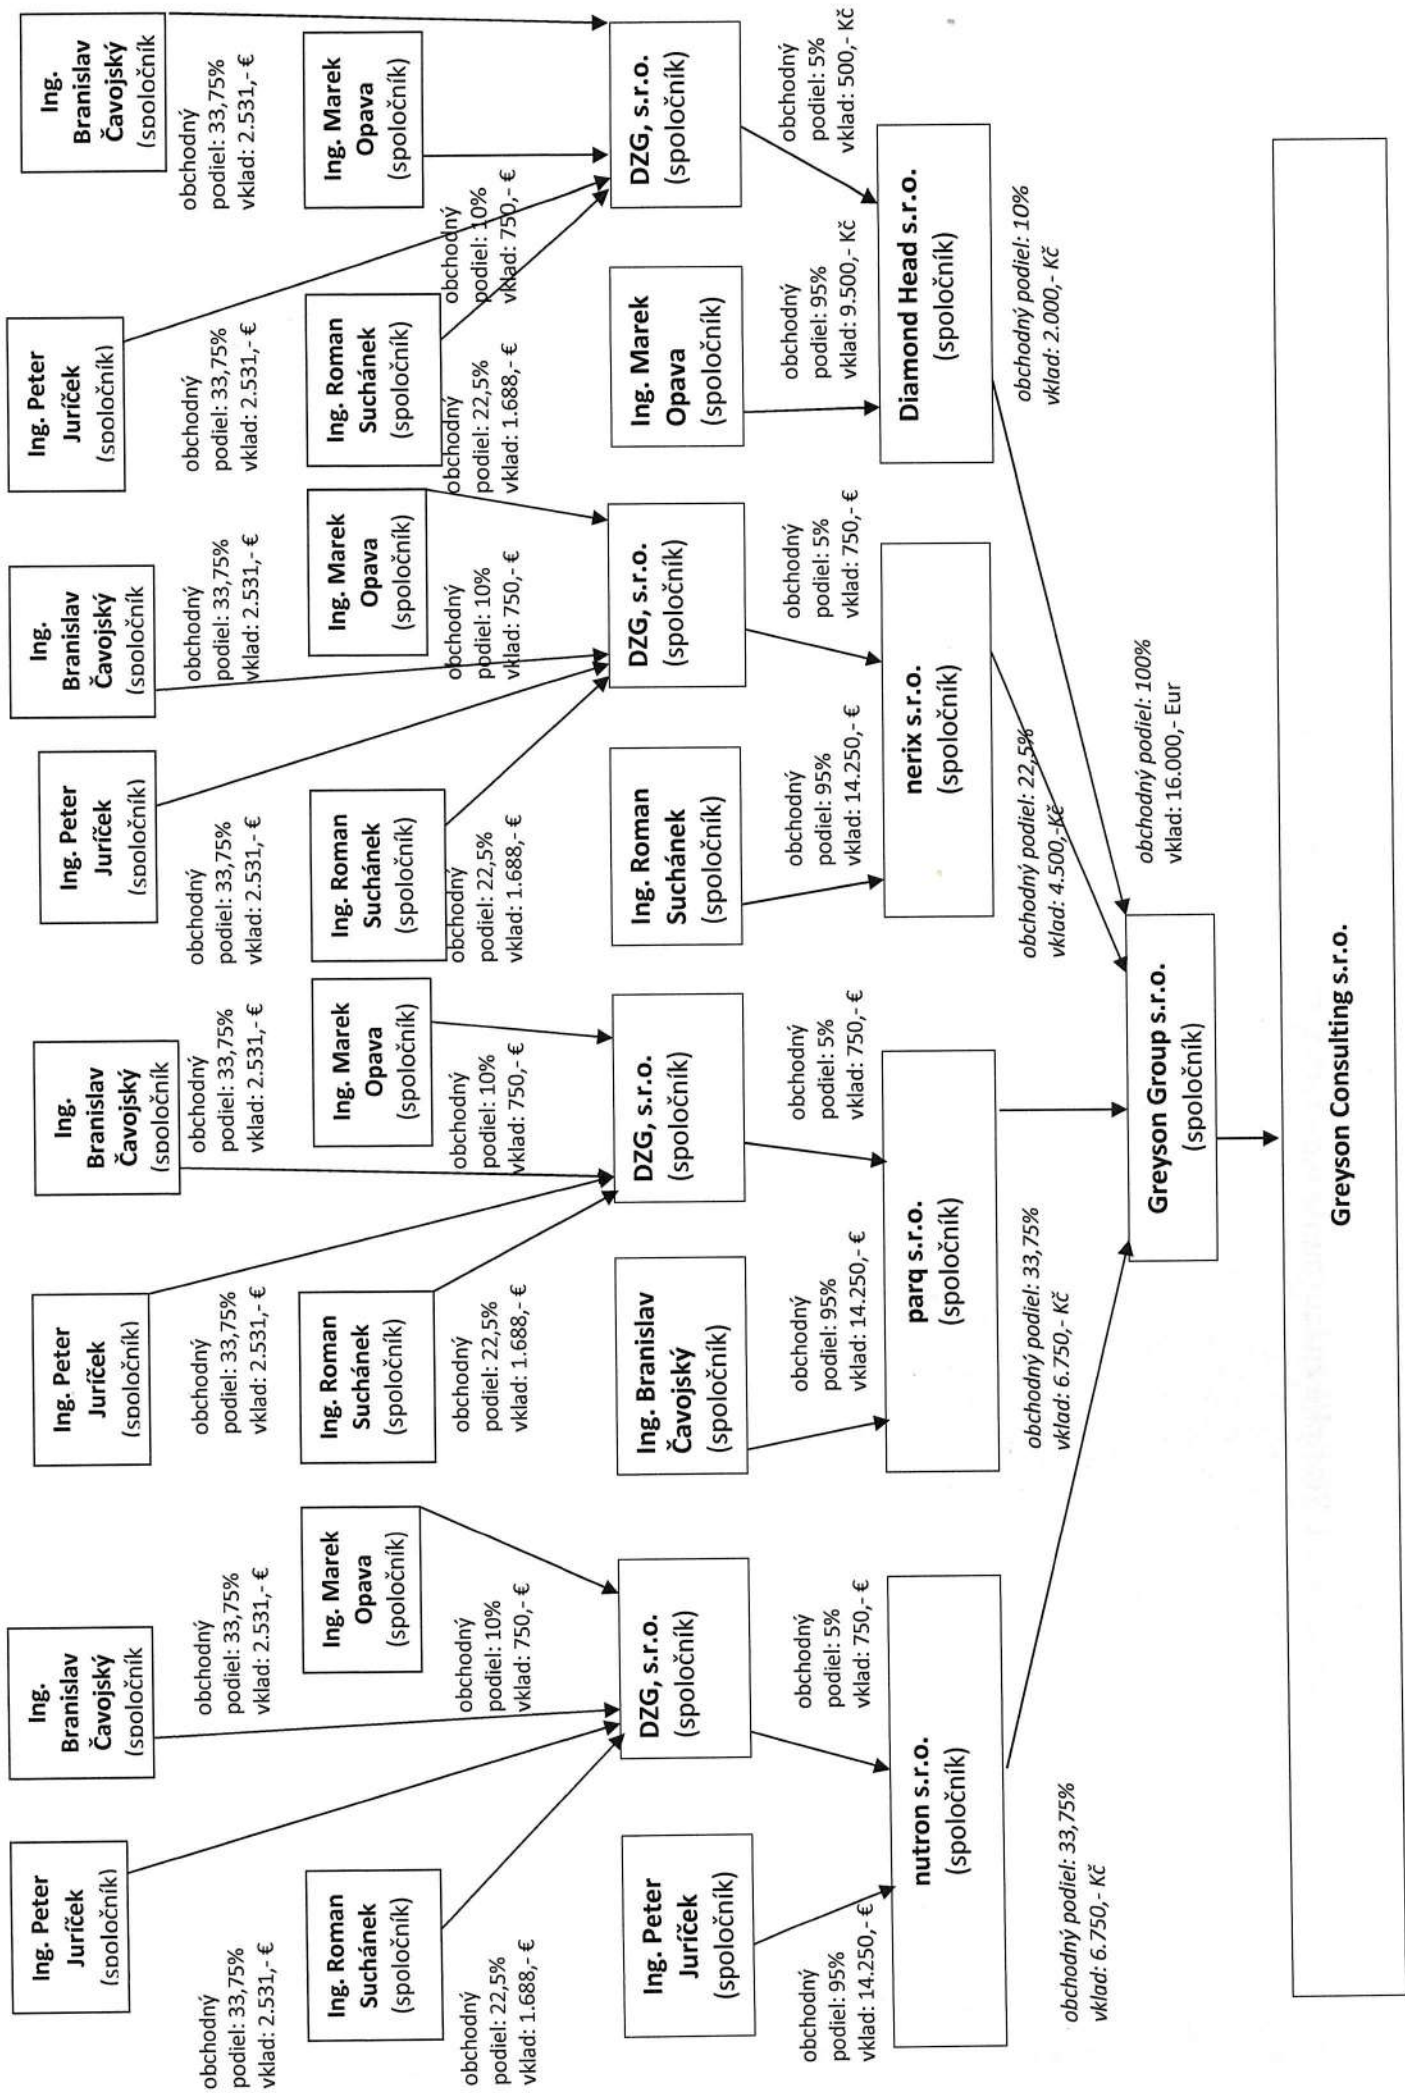 Ing. Peter
Juríček
(spoločník)
Ing.
Branislav
Čavojský
(spoločník
Ing. Peter
Juríček
(spoločník)
Ing.
Branislav
Čavojský
(spoločník
Ing. Peter
Juríček
(spoločník)
Ing.
Branislav
Čavojský
(spoločník
Ing. Peter
Juríček
(spoločník)
Ing.
Branislav
Čavojský
(spoločník
obchodný
podiel: 33,75%
vklad: 2.531,- €
obchodný
podiel: 33,75%
vklad: 2.531,- €
obchodný
podiel: 33,75%
vklad: 2.531,- €
obchodný
podiel: 33,75%
vklad: 2.531,- €
obchodný
podiel: 33,75%
vklad: 2.531,- €
obchodný
podiel: 33,75%
vklad: 2.531,- €
obchodný
podiel: 33,75%
vklad: 2.531,- €
obchodný
podiel: 33,75%
vklad: 2.531,- €
Ing. Roman
Suchánek
(spoločník)
Ing. Marek
Opava
(spoločník)
Ing. Roman
Suchánek
(spoločník)
Ing. Marek
Opava
(spoločník)
Ing. Roman
Suchánek
(spoločník)
Ing. Marek
Opava
(spoločník)
Ing. Roman
Suchánek
(spoločník)
Ing. Marek
Opava
(spoločník)
obchodný
podiel: 22,5%
vklad: 1.688,- €
obchodný
podiel: 10%
vklad: 750,- €
obchodný
podiel: 22,5%
vklad: 1.688,- €
obchodný
podiel: 10%
vklad: 750,- €
obchodný
podiel: 22,5%
vklad: 1.688,- €
obchodný
podiel: 10%
vklad: 750,- €
obchodný
podiel: 22,5%
vklad: 1.688,- €
obchodný
podiel: 10%
vklad: 750,- €
Ing. Peter
Juríček
(spoločník)
DZG, s.r.o.
(spoločník)
Ing. Branislav
Čavojský
(spoločník)
DZG, s.r.o.
(spoločník)
Ing. Roman
Suchánek
(spoločník)
DZG, s.r.o.
(spoločník)
Ing. Marek
Opava
(spoločník)
DZG, s.r.o.
(spoločník)
obchodný
podiel: 95%
vklad: 14.250,- €
obchodný
podiel: 5%
vklad: 750,- €
obchodný
podiel: 95%
vklad: 14.250,- €
obchodný
podiel: 5%
vklad: 750,- €
obchodný
podiel: 95%
vklad: 14.250,- €
obchodný
podiel: 5%
vklad: 750,- €
obchodný
podiel: 95%
vklad: 9.500,- Kč
obchodný
podiel: 5%
vklad: 500,- Kč
nutron s.r.o.
(spoločník)
parq s.r.o.
(spoločník)
nerix s.r.o.
(spoločník)
Diamond Head s.r.o.
(spoločník)
obchodný podiel: 33,75%
vklad: 6.750,- Kč
obchodný podiel: 33,75%
vklad: 6.750,- Kč
obchodný podiel: 22,5%
vklad: 4.500,-Kč
obchodný podiel: 10%
vklad: 2.000,- Kč
Greyson Group s.r.o.
(spoločník)
obchodný podiel: 100%
vklad: 16.000,- Eur
Greyson Consulting s.r.o.